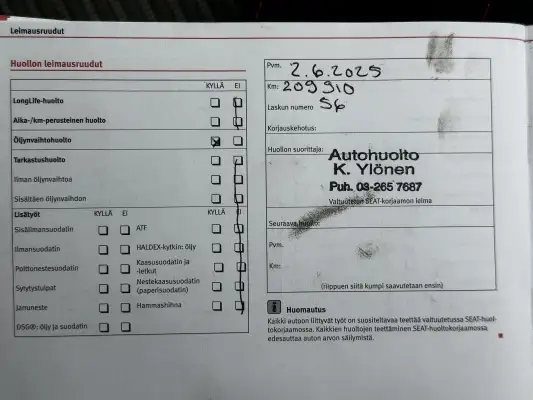 Leimausruudut
Huollon leimausruudut
KYLLÄ EI
LongLife-huolto
Aika-/km-perusteinen huolto
Öljynvaihtohuolto
Tarkastushuolto
Ilman öljynvaihtoa
Sisältäen öljynvaihdon
Lisätyöt KYLLÄ EI KYLLÄ EI
Sisäilmansuodatin ATF
Ilmansuodatin HALDEX-kytkin: öljy
Polttonestesuodatin Kaasusuodatin ja
-letkut
Sytytystulpat Nestekaasusuodatin
(paperisuodatin)
Jarruneste Hammashihna
DSG®: öljy ja suodatin
Pvm. 2.6.2025
Km: 209910
Laskun numero 56
Korjauskehotus:
Huollon suorittaja:
Autohuolto
K. Ylönen
Puh. 03-265 7687
Valtuutetun SEAT-korjaamon leima
Seuraava huolto:
Pvm.
Km:
(riippuen siitä kumpi saavutetaan ensin)
Huomautus
Kaikki autoon liittyvät työt on suositeltavaa teettää valtuutetussa SEAT-huol-
tokorjaamossa. Kaikkien huoltojen teettäminen SEAT-huoltokorjaamossa
edesauttaa auton arvon säilymistä.